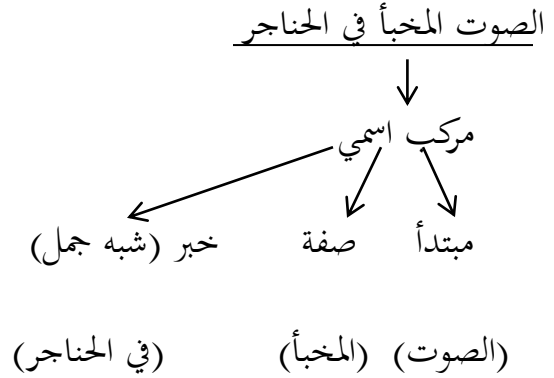 الصوت المخبأ في الحناجر
مركب اسمي
مبتدأ صفة خبر (شبه جمل)
(الصوت) (المخبأ) (في الحناجر)